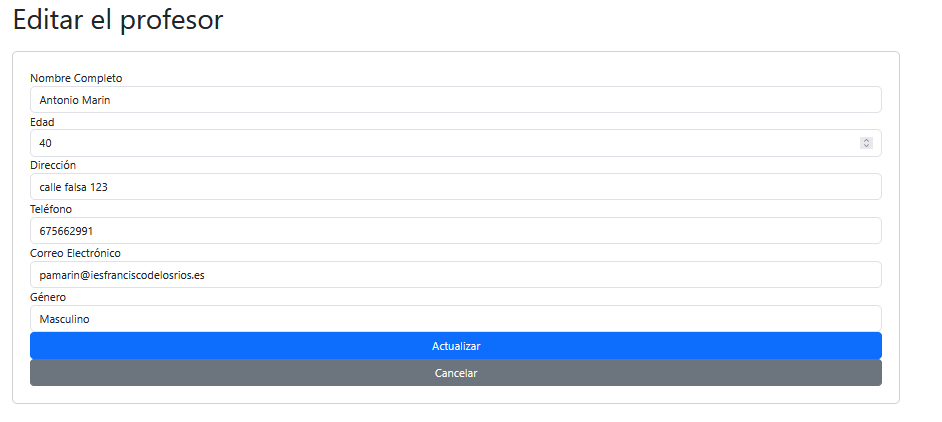 Editar el profesor
Nombre Completo
Antonio Marin
Edad
40
Dirección
calle falsa 123
Teléfono
675662991
Correo Electrónico
pamarin@iesfranciscodelosrios.es
Género
Masculino
Actualizar
Cancelar